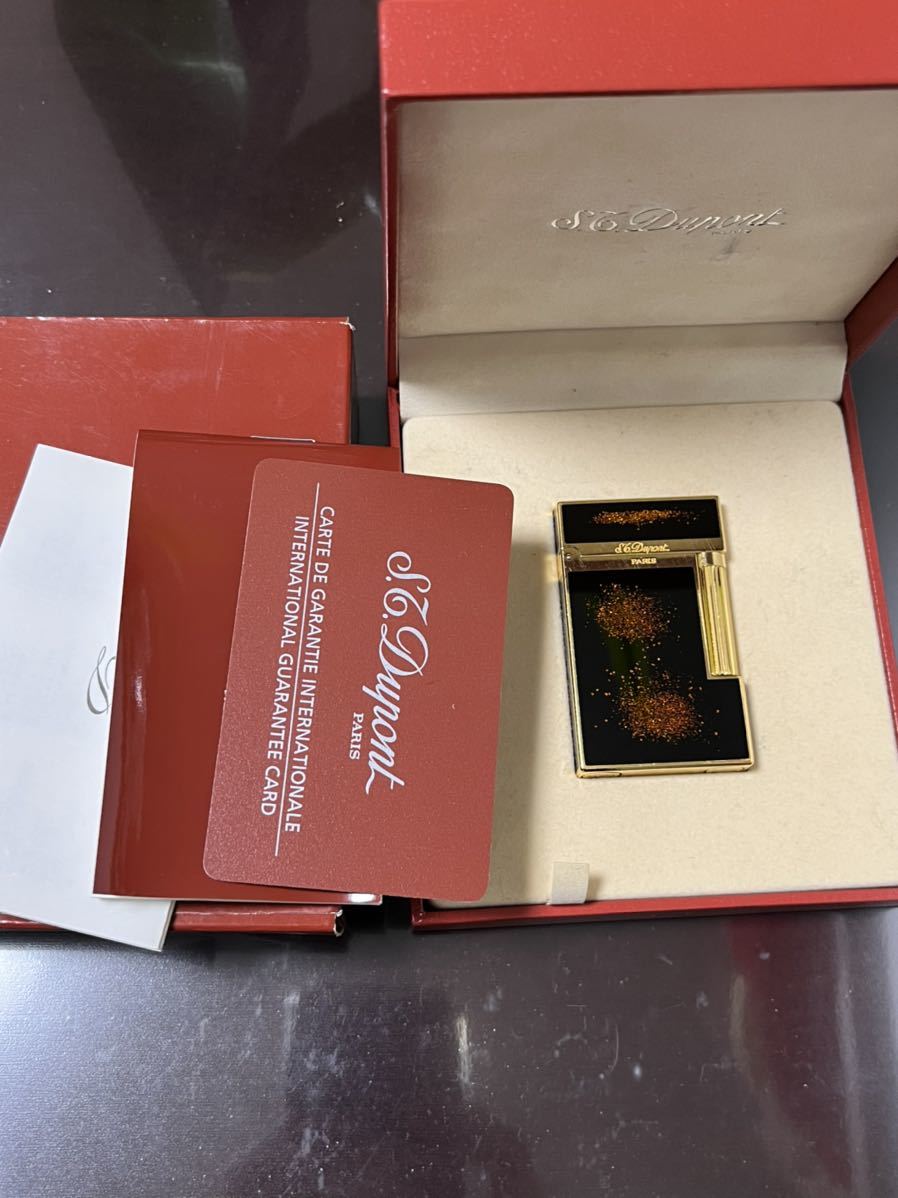 S.T. Dupont
PARIS
S.T. Dupont
PARIS
S.T. Dupont
PARIS
CARTE DE GARANTIE INTERNATIONALE
INTERNATIONAL GUARANTEE CARD